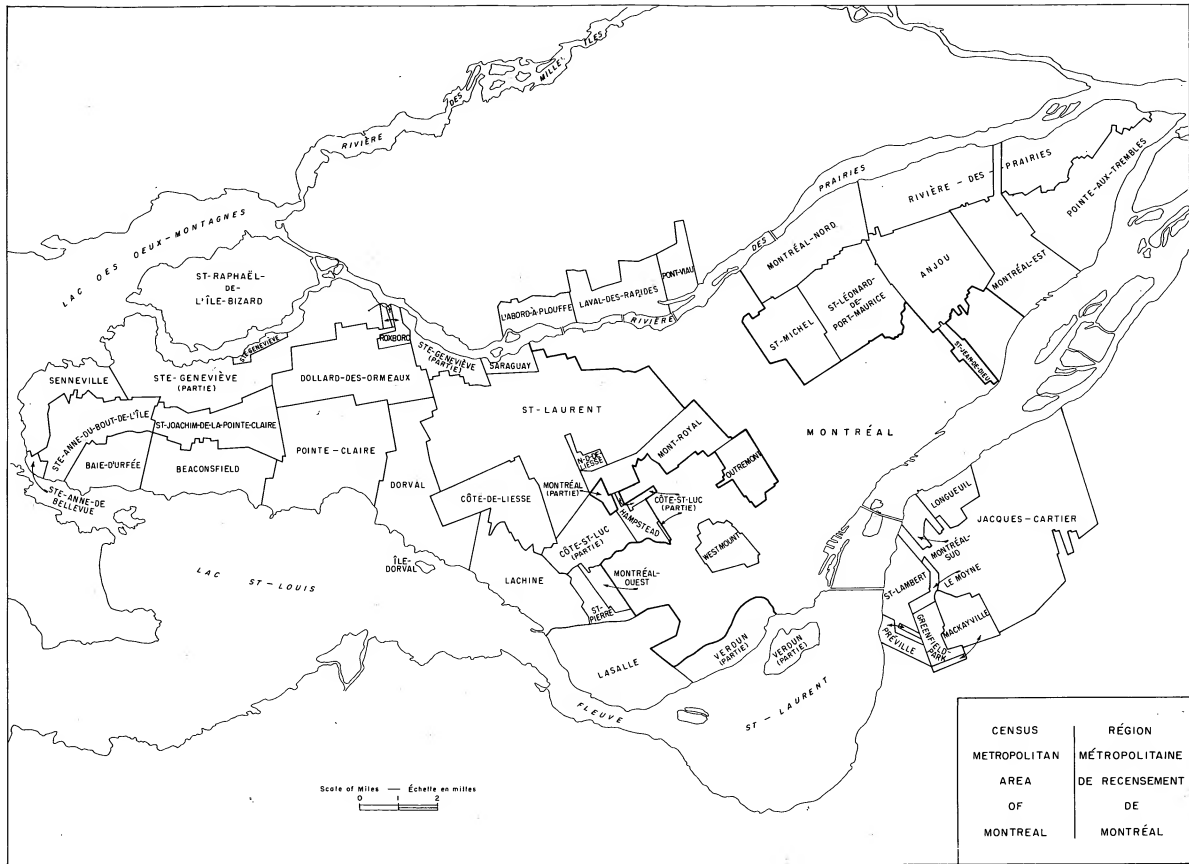 RIVIÈRE DES MILLE ÎLES
LAC DES DEUX-MONTAGNES
ST-RAPHAËL-
DE-
L'ÎLE-BIZARD
STE-GENEVIÈVE
ROXBORO
STE-GENEVIÈVE
(PARTIE)
SARAGUAY
L'ABORD-À-PLOUFFE
LAVAL-DES-RAPIDES
PONT-VIAU
RIVIÈRE DES PRAIRIES
MONTRÉAL-NORD
RIVIÈRE-DES-PRAIRIES
POINTE-AUX-TREMBLES
ANJOU
MONTRÉAL-EST
ST-MICHEL
ST-LÉONARD-
DE-
PORT-MAURICE
ST-JEAN-DE-DIEU
SENNEVILLE
STE-GENEVIÈVE
(PARTIE)
DOLLARD-DES-ORMEAUX
STE-ANNE-DU-BOUT-DE-L'ÎLE
ST-JOACHIM-DE-LA-POINTE-CLAIRE
BAIE-D'URFÉE
BEACONSFIELD
POINTE-CLAIRE
DORVAL
STE-ANNE-DE-
BELLEVUE
ST-LAURENT
N-D-DE-
LIESSE
MONT-ROYAL
OUTREMONT
MONTRÉAL
MONTRÉAL
(PARTIE)
CÔTE-ST-LUC
(PARTIE)
HAMPSTEAD
CÔTE-DE-LIESSE
CÔTE-ST-LUC
(PARTIE)
WESTMOUNT
ÎLE-
DORVAL
LACHINE
MONTRÉAL-
OUEST
ST-
PIERRE
LAC ST-LOUIS
LASALLE
VERDUN
(PARTIE)
VERDUN
(PARTIE)
FLEUVE ST-LAURENT
LONGUEUIL
JACQUES-CARTIER
MONTRÉAL-
SUD
ST-LAMBERT
LE MOYNE
GREENFIELD-
PARK
MACKAYVILLE
PRÉVILLE
Scale of Miles — Échelle en milles
0 1 2
CENSUS
METROPOLITAN
AREA
OF
MONTREAL
RÉGION
MÉTROPOLITAINE
DE RECENSEMENT
DE
MONTRÉAL